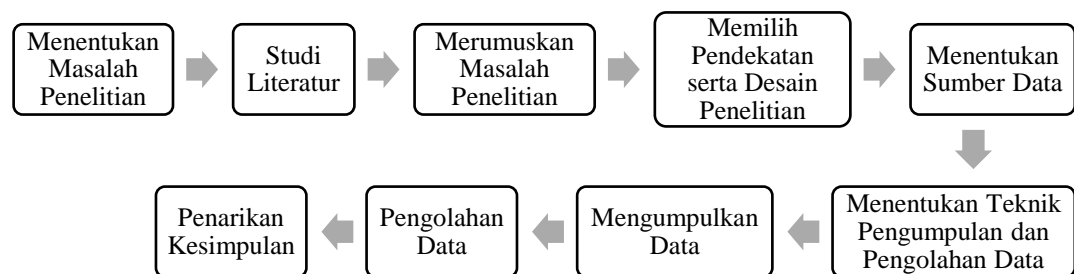 Menentukan
Masalah
Penelitian
Studi
Literatur
Merumuskan
Masalah
Penelitian
Memilih
Pendekatan
serta Desain
Penelitian
Menentukan
Sumber Data
Menentukan Teknik
Pengumpulan dan
Pengolahan Data
Mengumpulkan
Data
Pengolahan
Data
Penarikan
Kesimpulan